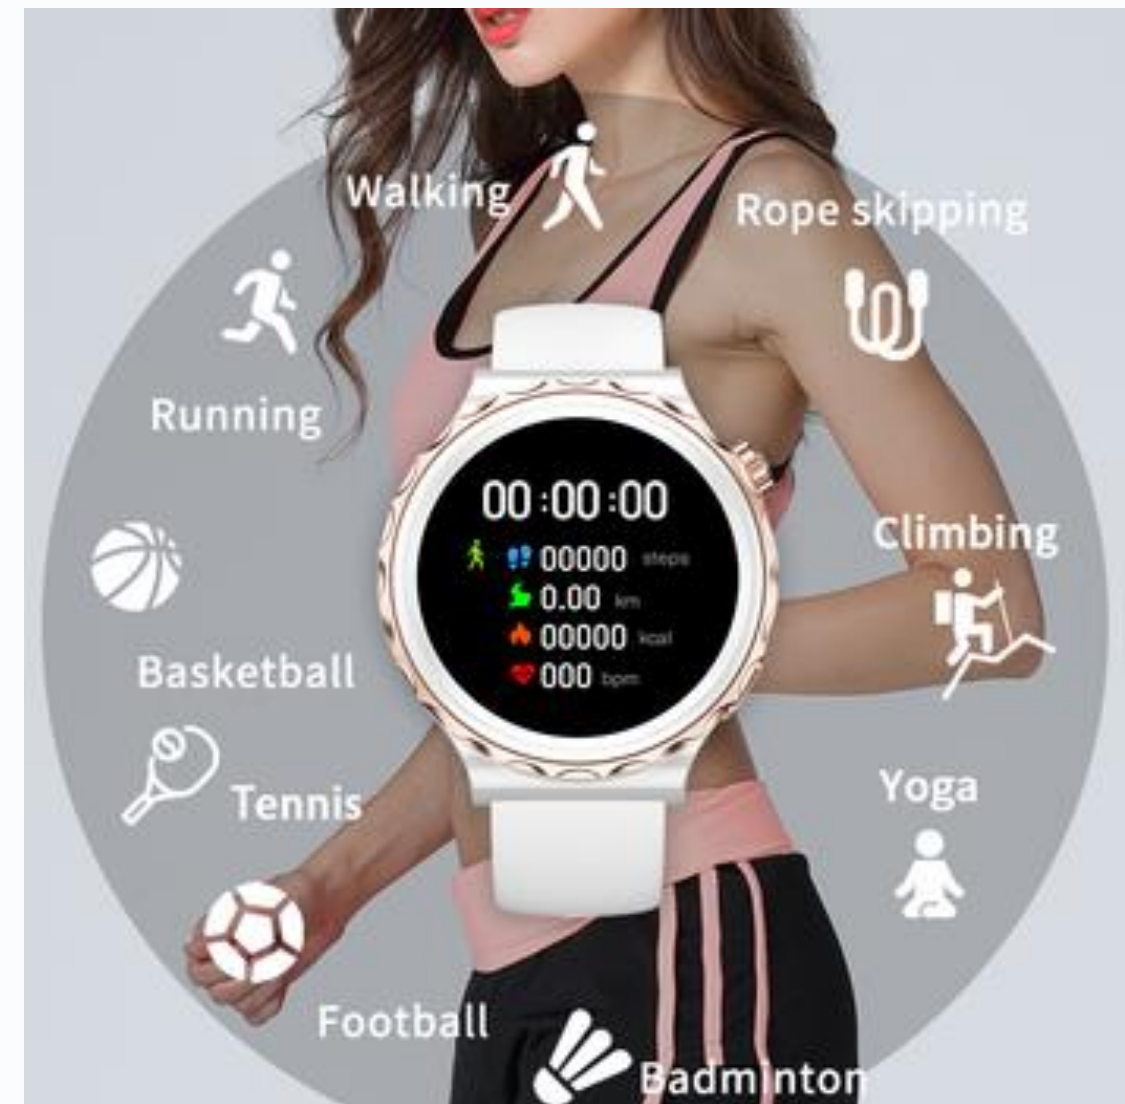 Walking
Rope skipping
Running
00:00:00
00000 steps
0.00 km
00000 kcal
000 bpm
Climbing
Basketball
Tennis
Yoga
Football
Badminton